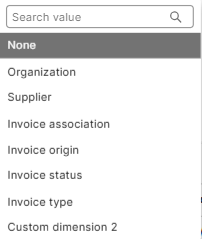 Search value
None
Organization
Supplier
Invoice association
Invoice origin
Invoice status
Invoice type
Custom dimension 2